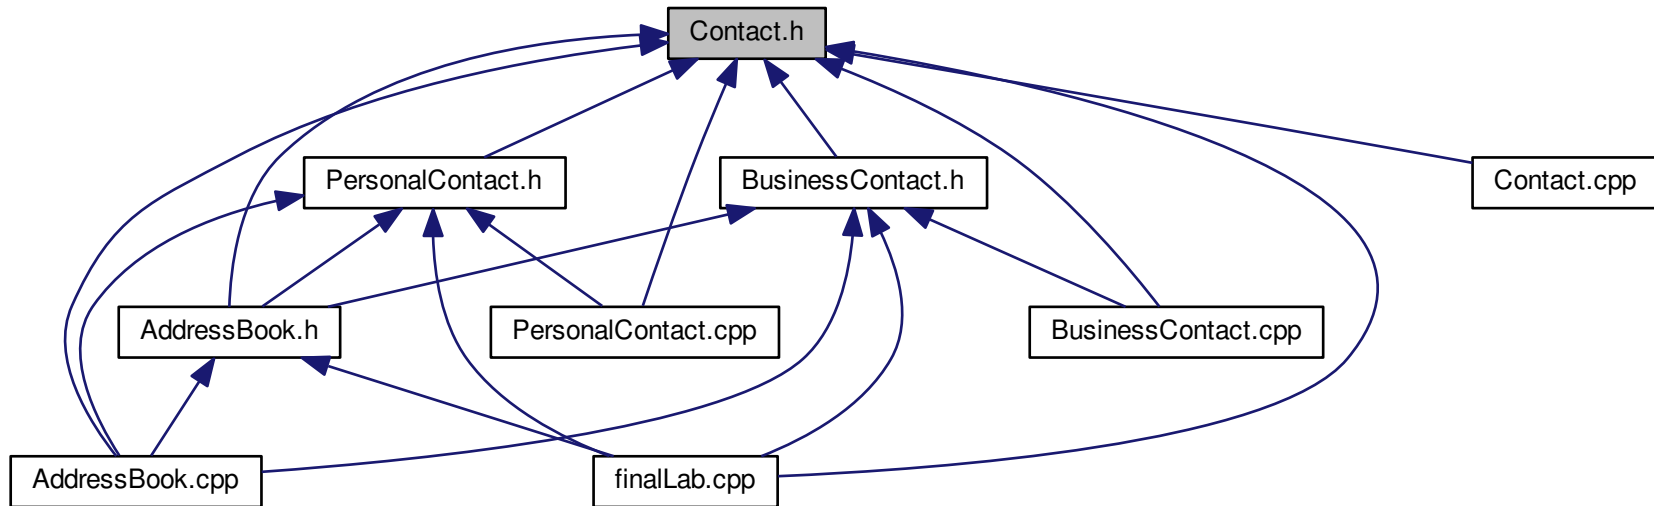 Contact.h
PersonalContact.h
BusinessContact.h
Contact.cpp
AddressBook.h
PersonalContact.cpp
BusinessContact.cpp
AddressBook.cpp
finalLab.cpp